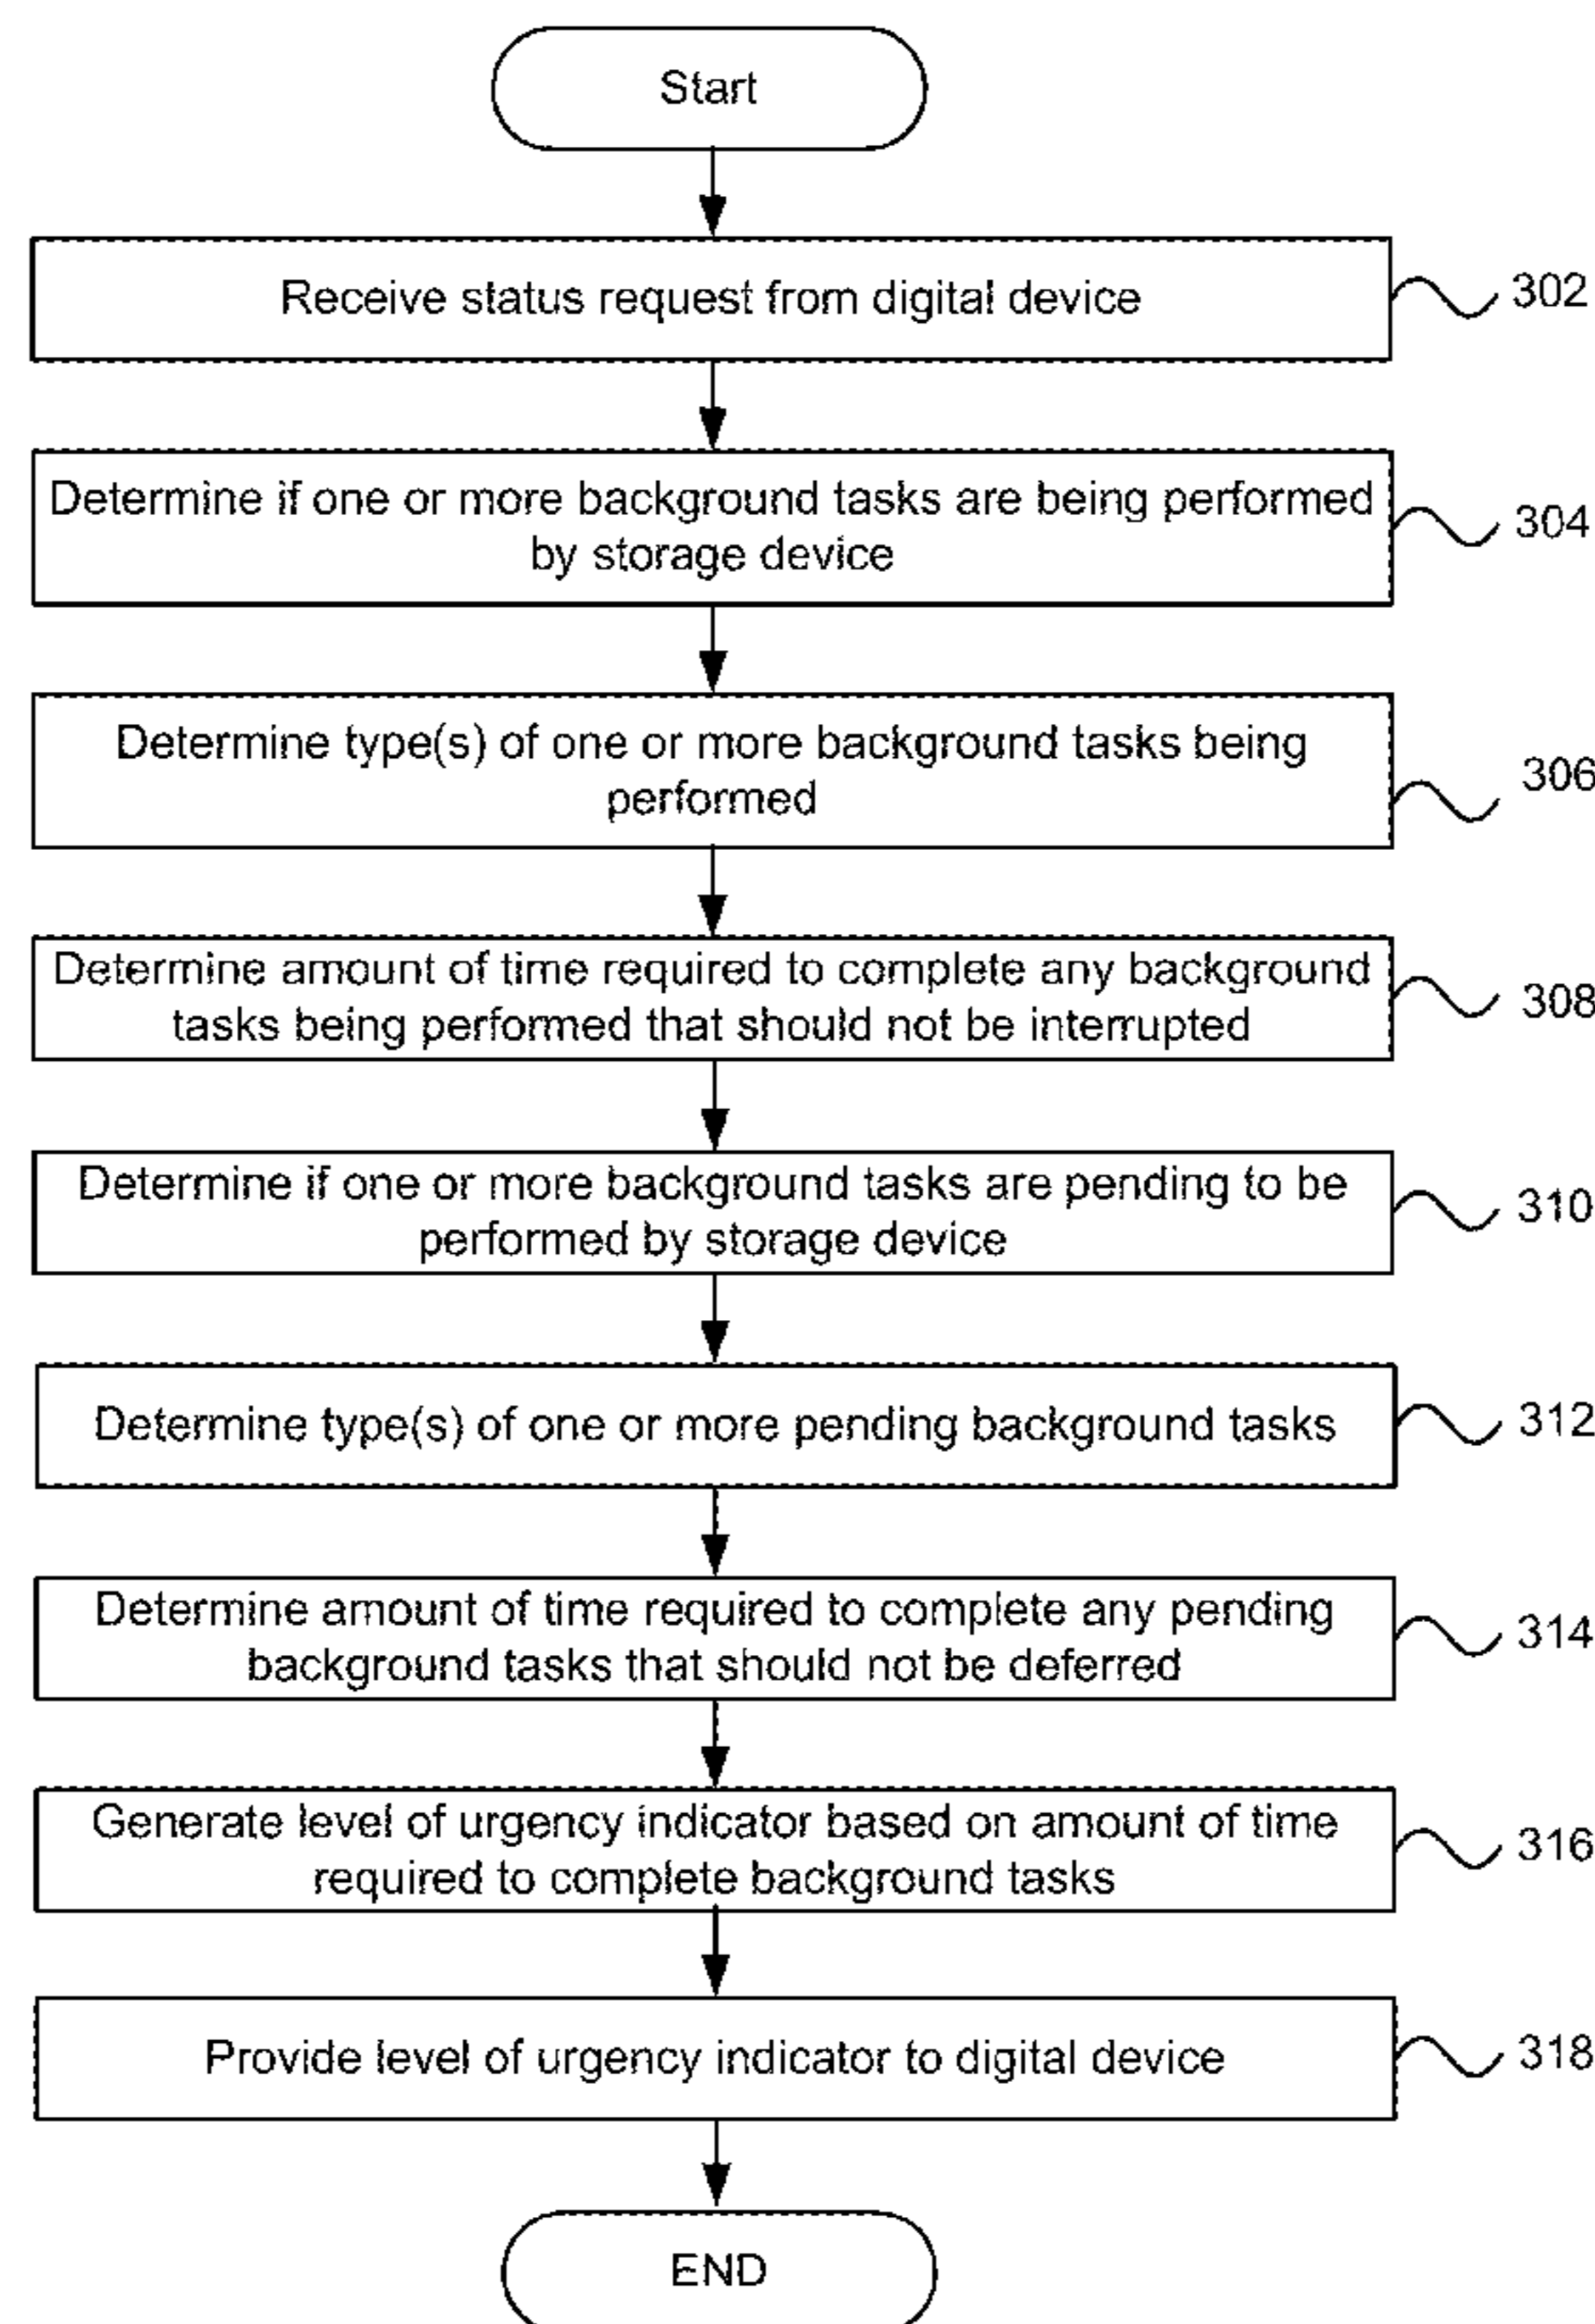 Start
Receive status request from digital device
302
Determine if one or more background tasks are being performed
by storage device
304
Determine type(s) of one or more background tasks being
performed
306
Determine amount of time required to complete any background
tasks being performed that should not be interrupted
308
Determine if one or more background tasks are pending to be
performed by storage device
310
Determine type(s) of one or more pending background tasks
312
Determine amount of time required to complete any pending
background tasks that should not be deferred
314
Generate level of urgency indicator based on amount of time
required to complete background tasks
316
Provide level of urgency indicator to digital device
318
END